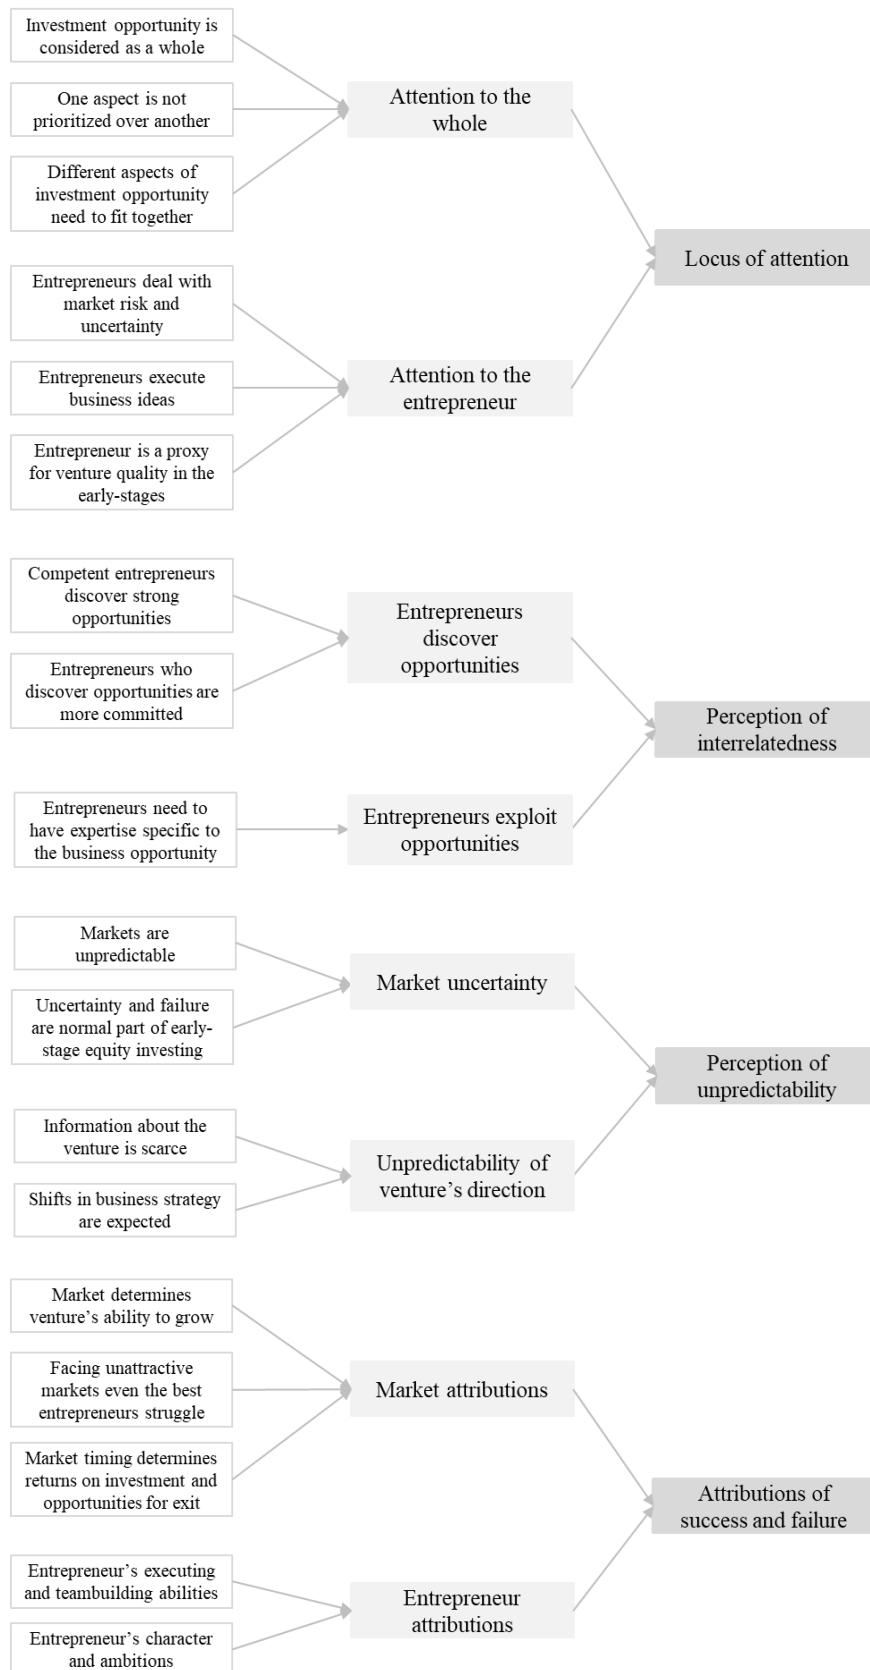 Investment opportunity is
considered as a whole
One aspect is not
prioritized over another
Different aspects of
investment opportunity
need to fit together
Attention to the
whole
Entrepreneurs deal with
market risk and
uncertainty
Entrepreneurs execute
business ideas
Entrepreneur is a proxy
for venture quality in the
early-stages
Attention to the
entrepreneur
Locus of attention
Competent entrepreneurs
discover strong
opportunities
Entrepreneurs who
discover opportunities are
more committed
Entrepreneurs
discover
opportunities
Entrepreneurs need to
have expertise specific to
the business opportunity
Entrepreneurs exploit
opportunities
Perception of
interrelatedness
Markets are
unpredictable
Uncertainty and failure
are normal part of early-
stage equity investing
Market uncertainty
Information about the
venture is scarce
Shifts in business strategy
are expected
Unpredictability of
venture’s direction
Perception of
unpredictability
Market determines
venture’s ability to grow
Facing unattractive
markets even the best
entrepreneurs struggle
Market timing determines
returns on investment and
opportunities for exit
Market attributions
Entrepreneur’s executing
and teambuilding abilities
Entrepreneur’s character
and ambitions
Entrepreneur
attributions
Attributions of
success and failure